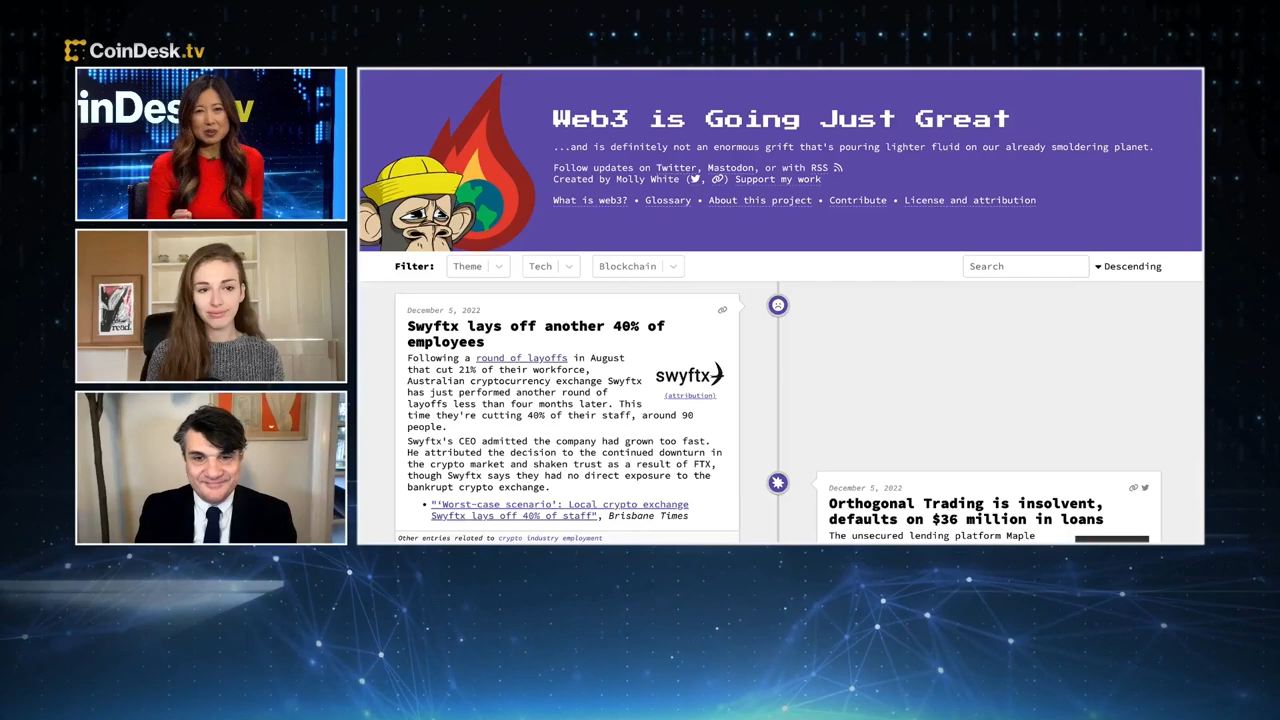 CoinDesk.tv
inDes tv
read.
Web3 is Going Just Great
...and is definitely not an enormous grift that's pouring lighter fluid on our already smoldering planet.
Follow updates on Twitter, Mastodon, or with RSS
Created by Molly White ( , ) Support my work
What is web3? • Glossary • About this project • Contribute • License and attribution
Filter: Theme Tech Blockchain Search Descending
December 5, 2022
Swyftx lays off another 40% of
employees
Following a round of layoffs in August
that cut 21% of their workforce,
Australian cryptocurrency exchange Swyftx
has just performed another round of
layoffs less than four months later. This
time they're cutting 40% of their staff, around 90
people.
swyftx
(attribution)
Swyftx's CEO admitted the company had grown too fast.
He attributed the decision to the continued downturn in
the crypto market and shaken trust as a result of FTX,
though Swyftx says they had no direct exposure to the
bankrupt crypto exchange.
• "'Worst-case scenario': Local crypto exchange
Swyftx lays off 40% of staff", Brisbane Times
Other entries related to crypto industry employment
December 5, 2022
Orthogonal Trading is insolvent,
defaults on $36 million in loans
The unsecured lending platform Maple